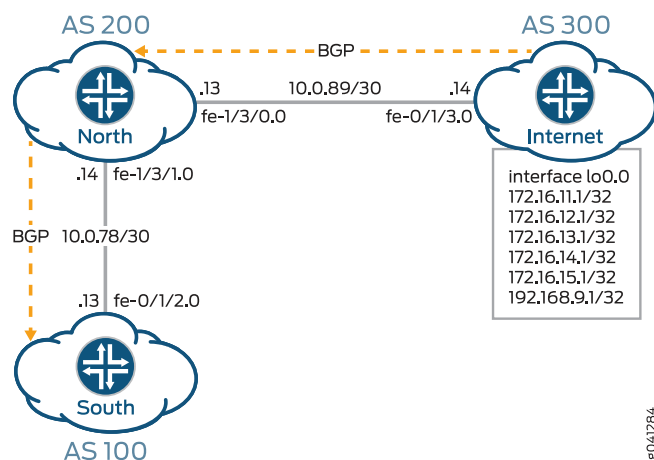 AS 200
AS 300
BGP
.13
10.0.89/30
.14
fe-1/3/0.0
fe-0/1/3.0
North
Internet
.14
fe-1/3/1.0
interface lo0.0
172.16.11.1/32
172.16.12.1/32
172.16.13.1/32
172.16.14.1/32
172.16.15.1/32
192.168.9.1/32
BGP
10.0.78/30
.13
fe-0/1/2.0
South
AS 100
g041284